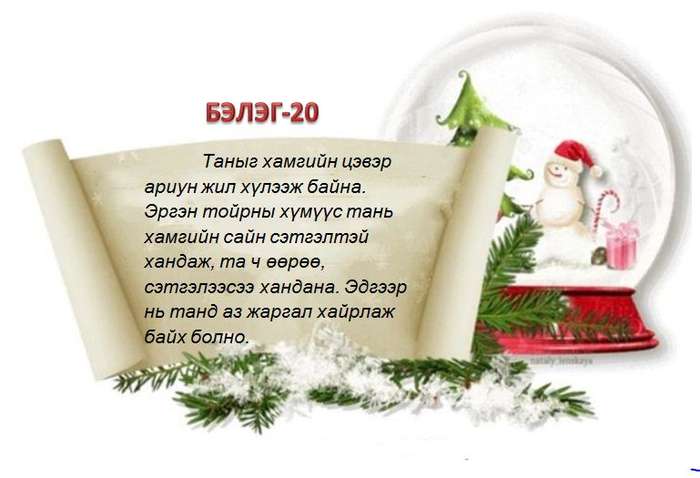 БЭЛЭГ-20
Таныг хамгийн цэвэр
ариун жил хүлээж байна.
Эргэн тойрны хүмүүс тань
хамгийн сайн сэтгэлтэй
хандаж, та ч өөрөө,
сэтгэлээсээ хандана. Эдгээр
нь танд аз жаргал хайрлаж
байх болно.
nataly_lenskaya